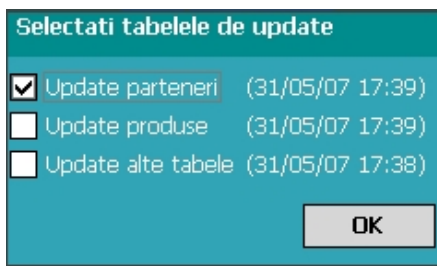 Selectati tabelele de update
Update parteneri (31/05/07 17:39)
Update produse (31/05/07 17:39)
Update alte tabele (31/05/07 17:38)
OK